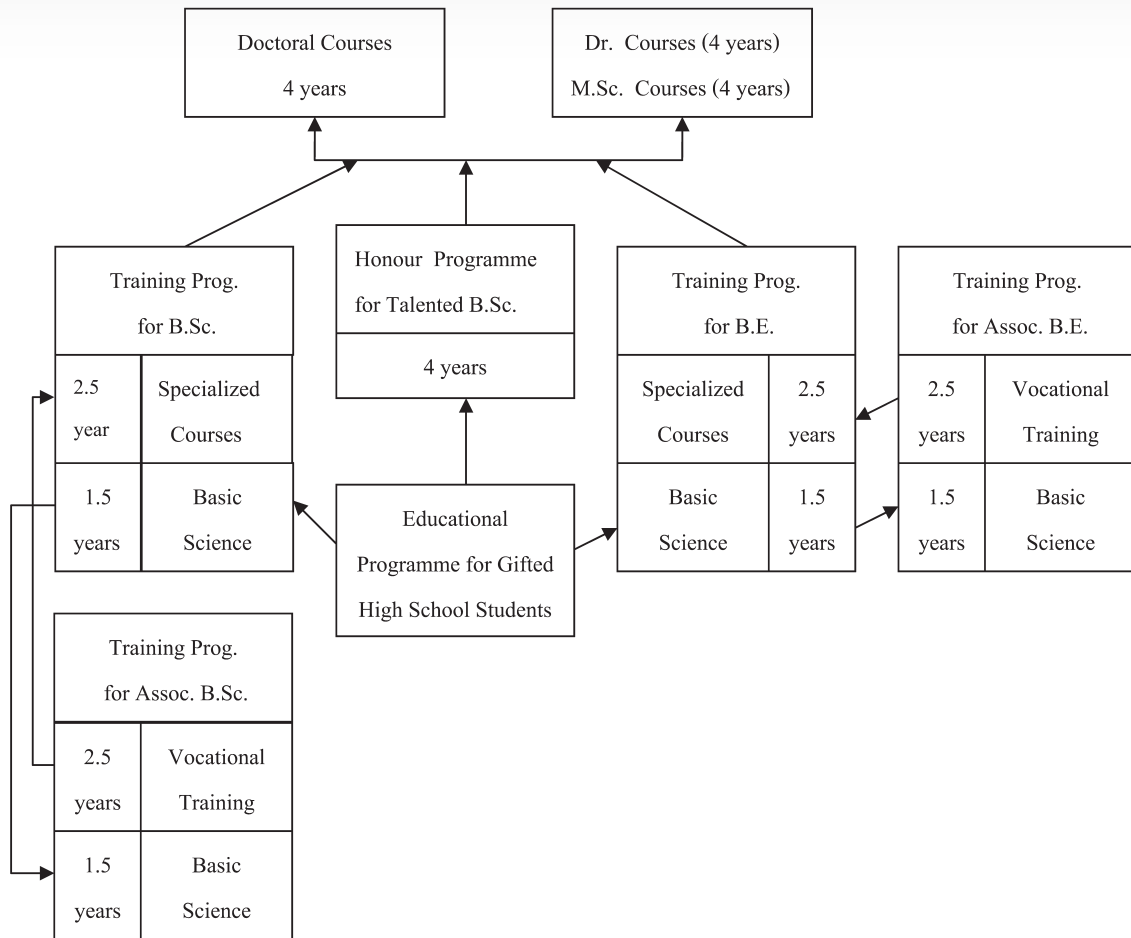 Doctoral Courses
4 years
Dr. Courses (4 years)
M.Sc. Courses (4 years)
Training Prog.
for B.Sc.
2.5
year
Specialized
Courses
1.5
years
Basic
Science
Honour Programme
for Talented B.Sc.
4 years
Educational
Programme for Gifted
High School Students
Training Prog.
for B.E.
Specialized
Courses
2.5
years
Basic
Science
1.5
years
Training Prog.
for Assoc. B.E.
2.5
years
Vocational
Training
1.5
years
Basic
Science
Training Prog.
for Assoc. B.Sc.
2.5
years
Vocational
Training
1.5
years
Basic
Science